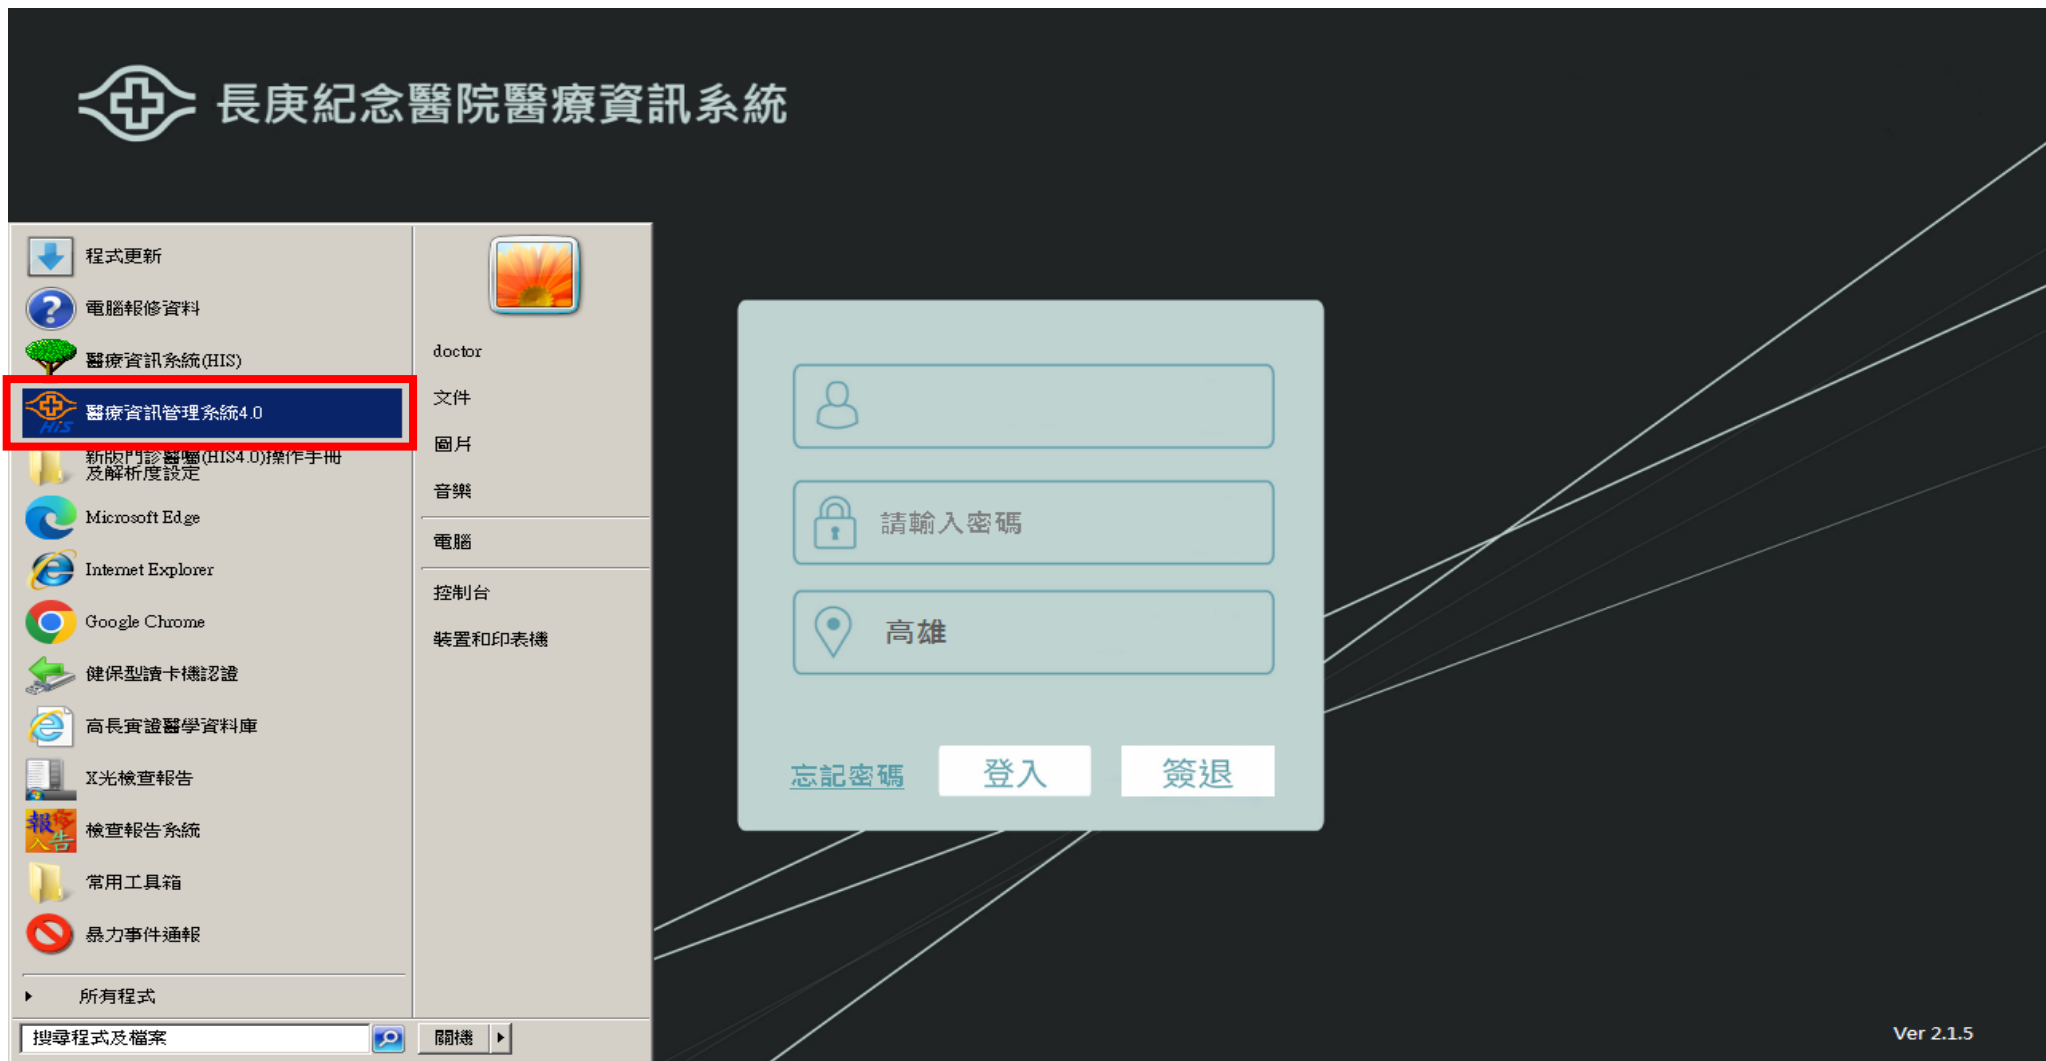 長庚紀念醫院醫療資訊系統
程式更新
電腦報修資料
醫療資訊系統(HIS)
HiS
醫療資訊管理系統4.0
新版門診醫囑(HIS4.0)操作手冊
及解析度設定
Microsoft Edge
Internet Explorer
Google Chrome
健保型讀卡機認證
高長實證醫學資料庫
X光檢查報告
檢查報告系統
常用工具箱
暴力事件通報
所有程式
搜尋程式及檔案
doctor
文件
圖片
音樂
電腦
控制台
裝置和印表機
關機
請輸入密碼
高雄
忘記密碼
登入
簽退
Ver 2.1.5